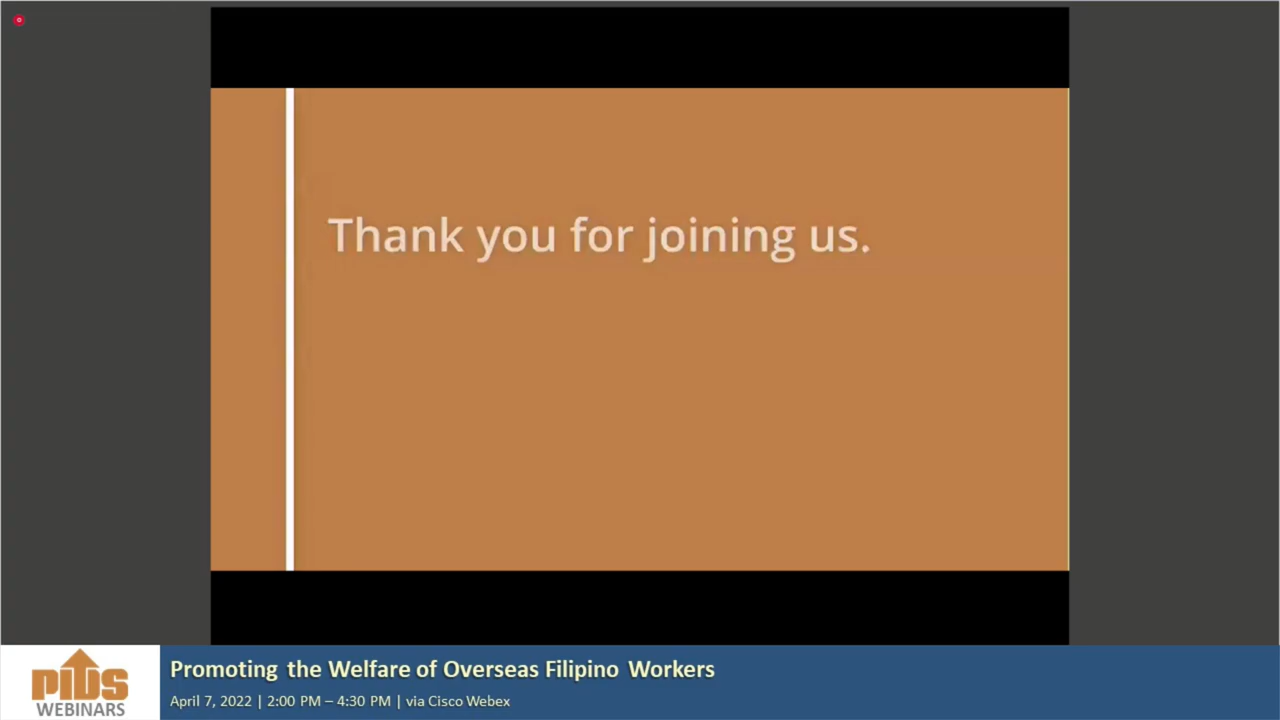 Thank you for joining us.
pids
WEBINARS
Promoting the Welfare of Overseas Filipino Workers
April 7, 2022 | 2:00 PM – 4:30 PM | via Cisco Webex